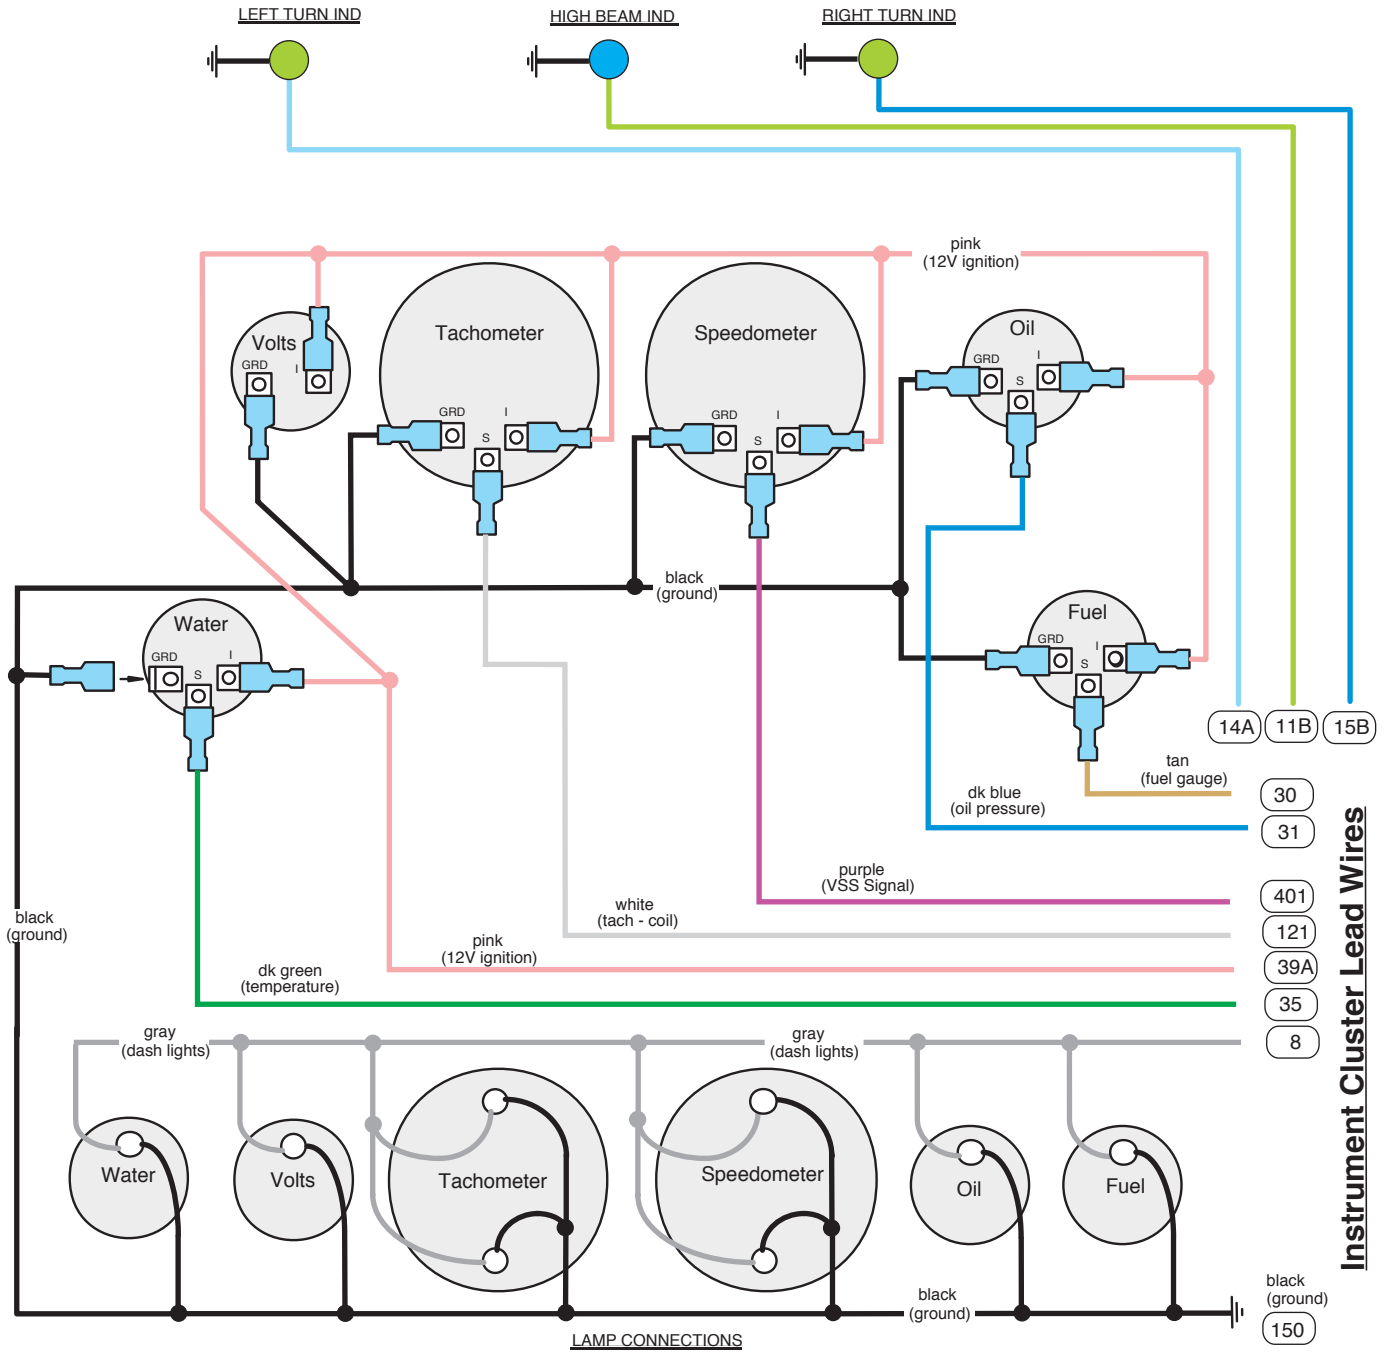 LEFT TURN IND
HIGH BEAM IND
RIGHT TURN IND
pink
(12V ignition)
Volts
GRD
I
Tachometer
GRD
I
S
Speedometer
GRD
I
S
Oil
GRD
I
S
black
(ground)
Water
GRD
I
S
Fuel
GRD
I
S
14A
11B
15B
tan
(fuel gauge)
30
dk blue
(oil pressure)
31
purple
(VSS Signal)
401
white
(tach - coil)
121
black
(ground)
pink
(12V ignition)
39A
dk green
(temperature)
35
gray
(dash lights)
gray
(dash lights)
8
Instrument Cluster Lead Wires
Water
Volts
Tachometer
Speedometer
Oil
Fuel
black
(ground)
black
(ground)
150
LAMP CONNECTIONS